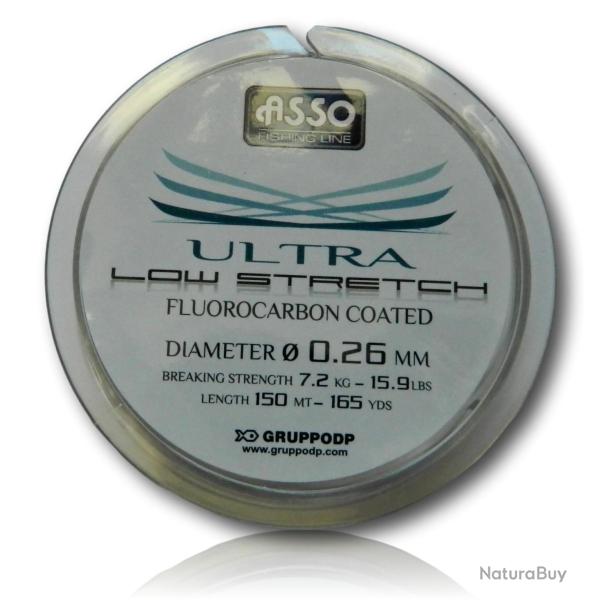 ASSO
FISHING LINE
ULTRA
LOW STRETCH
FLUOROCARBON COATED
DIAMETER Ø 0.26 MM
BREAKING STRENGTH 7.2 KG - 15.9 LBS
LENGTH 150 MT - 165 YDS
GRUPPODP
www.gruppodp.com
NaturaBuy